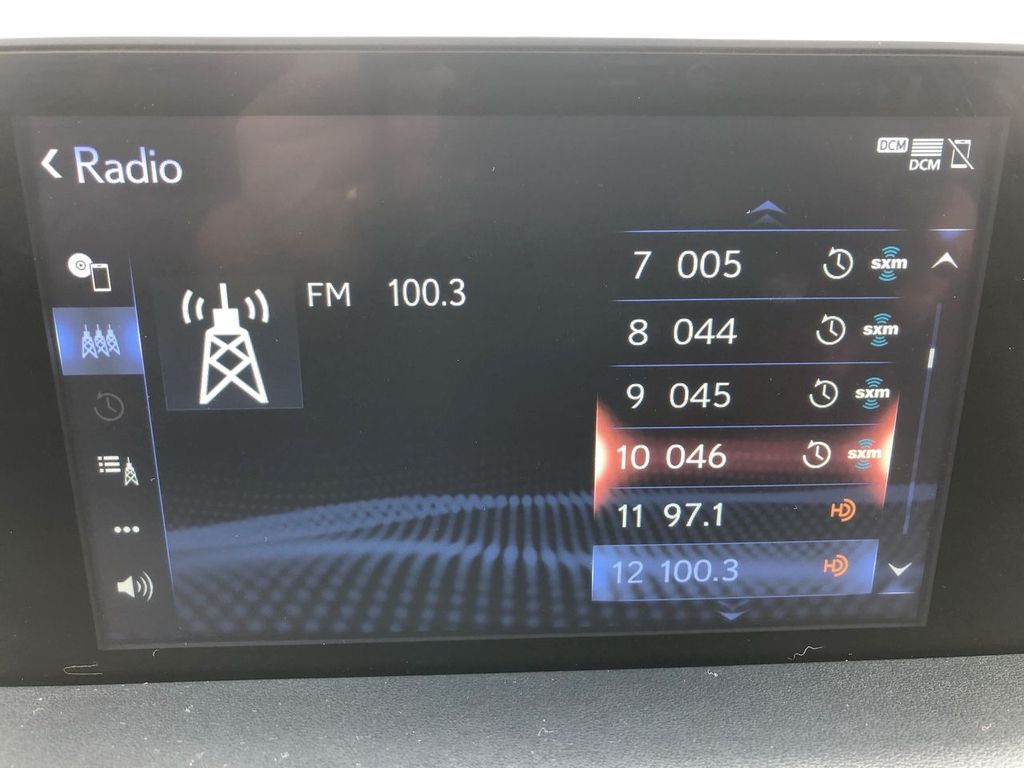 Radio
DCM
DCM
FM 100.3
7 005 sxm
8 044 sxm
9 045 sxm
10 046 sxm
11 97.1 HD
12 100.3 HD